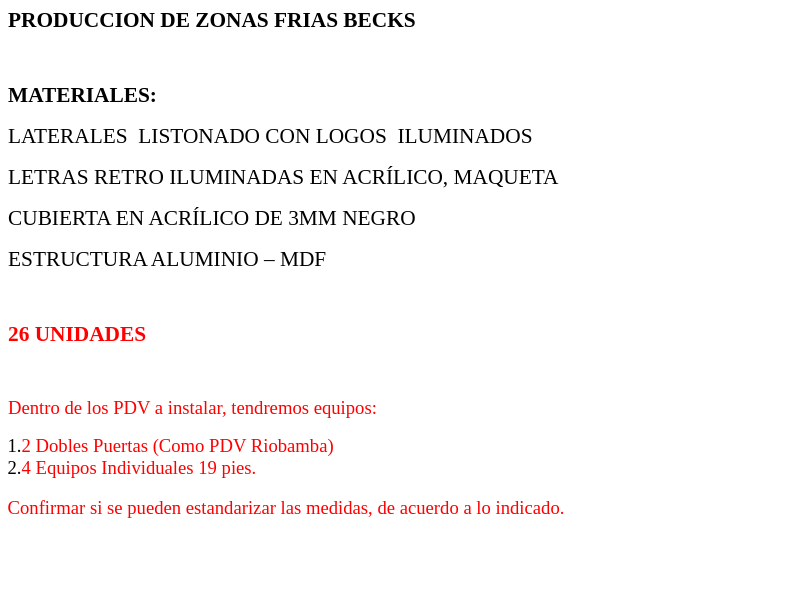 PRODUCCION DE ZONAS FRIAS BECKS
MATERIALES:
LATERALES  LISTONADO CON LOGOS  ILUMINADOS
LETRAS RETRO ILUMINADAS EN ACRÍLICO, MAQUETA
CUBIERTA EN ACRÍLICO DE 3MM NEGRO
ESTRUCTURA ALUMINIO – MDF
26 UNIDADES
Dentro de los PDV a instalar, tendremos equipos:
1.2 Dobles Puertas (Como PDV Riobamba)
2.4 Equipos Individuales 19 pies.
Confirmar si se pueden estandarizar las medidas, de acuerdo a lo indicado.